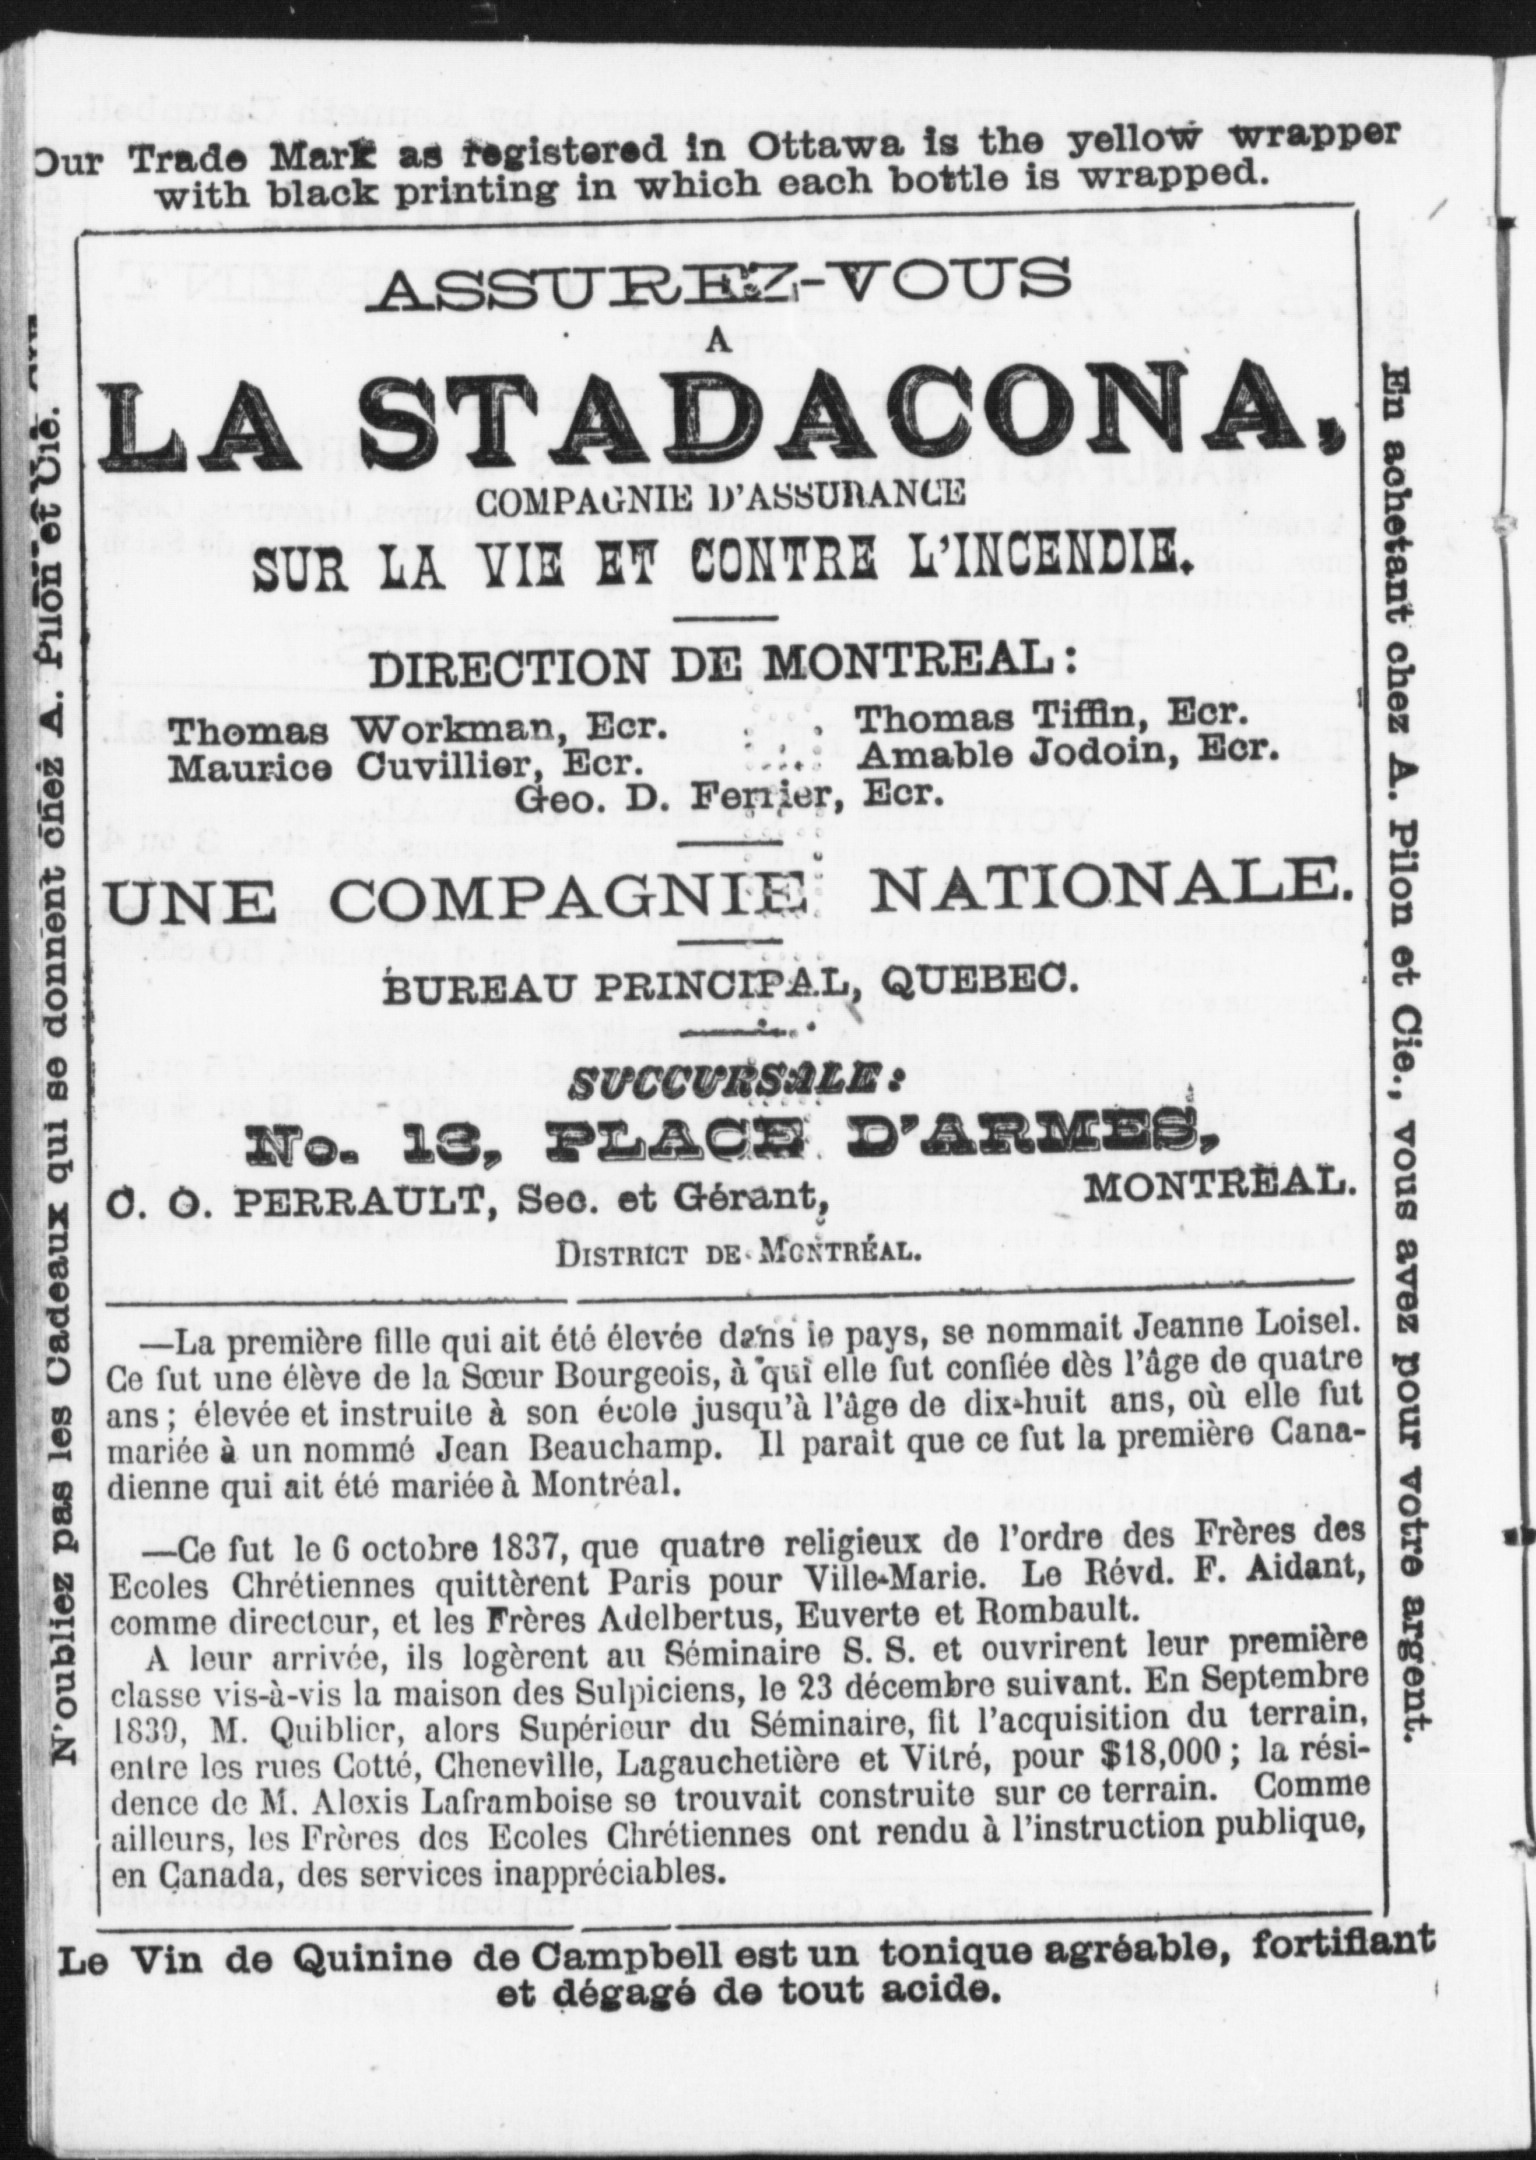 Our Trade Mark as registered in Ottawa is the yellow wrapper
with black printing in which each bottle is wrapped.
ASSUREZ-VOUS
A
LA STADACONA,
COMPAGNIE D'ASSURANCE
SUR LA VIE ET CONTRE L'INCENDIE.
DIRECTION DE MONTREAL:
Thomas Workman, Ecr. Thomas Tiffin, Ecr.
Maurice Cuvillier, Ecr. Amable Jodoin, Ecr.
Geo. D. Ferrier, Ecr.
UNE COMPAGNIE NATIONALE.
BUREAU PRINCIPAL, QUEBEC.
SUCCURSALE:
No. 13, PLACE D'ARMES,
MONTREAL.
C. O. PERRAULT, Sec. et Gérant,
DISTRICT DE MONTRÉAL.
—La première fille qui ait été élevée dans le pays, se nommait Jeanne Loisel.
Ce fut une élève de la Sœur Bourgeois, à qui elle fut confiée dès l'âge de quatre
ans; élevée et instruite à son école jusqu'à l'âge de dix-huit ans, où elle fut
mariée à un nommé Jean Beauchamp. Il parait que ce fut la première Cana-
dienne qui ait été mariée à Montréal.
—Ce fut le 6 octobre 1837, que quatre religieux de l'ordre des Frères des
Ecoles Chrétiennes quittèrent Paris pour Ville-Marie. Le Révd. F. Aidant,
comme directeur, et les Frères Adelbertus, Euverte et Rombault.
A leur arrivée, ils logèrent au Séminaire S. S. et ouvrirent leur première
classe vis-à-vis la maison des Sulpiciens, le 23 décembre suivant. En Septembre
1839, M. Quiblier, alors Supérieur du Séminaire, fit l'acquisition du terrain,
entre les rues Cotté, Cheneville, Lagauchetière et Vitré, pour $18,000; la rési-
dence de M. Alexis Laframboise se trouvait construite sur ce terrain. Comme
ailleurs, les Frères des Ecoles Chrétiennes ont rendu à l'instruction publique,
en Canada, des services inappréciables.
Le Vin de Quinine de Campbell est un tonique agréable, fortifiant
et dégagé de tout acide.
N'oubliez pas les Cadeaux qui se donnent chez A. Pilon et Cie.
En achetant chez A. Pilon et Cie., vous avez pour votre argent.